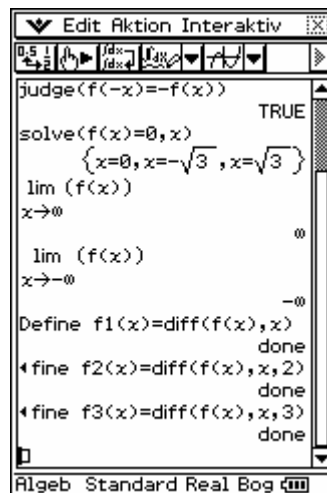 Edit Aktion Interaktiv
judge(f(-x)=-f(x))
TRUE
solve(f(x)=0,x)
{x=0,x=-√3,x=√3}
lim (f(x))
x→∞
∞
lim (f(x))
x→-∞
-∞
Define f1(x)=diff(f(x),x)
done
◂fine f2(x)=diff(f(x),x,2)
done
◂fine f3(x)=diff(f(x),x,3)
done
Algeb Standard Real Bog